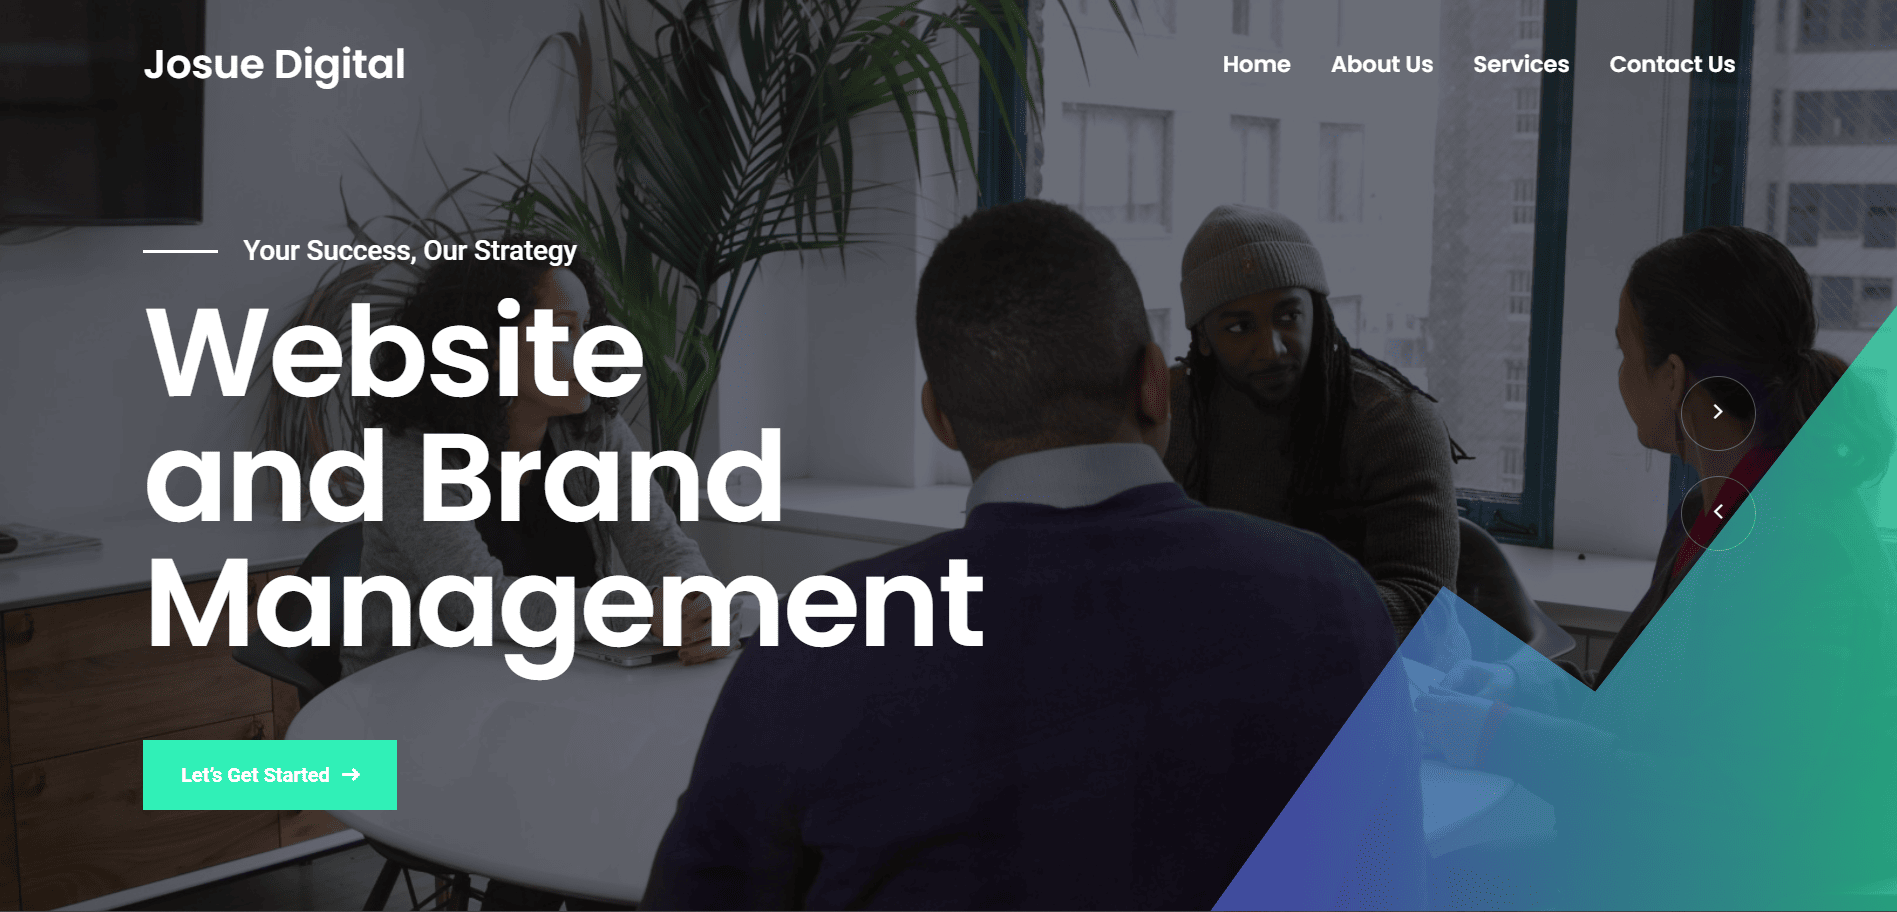 Josue Digital
Home About Us Services Contact Us
Your Success, Our Strategy
Website
and Brand
Management
Let's Get Started